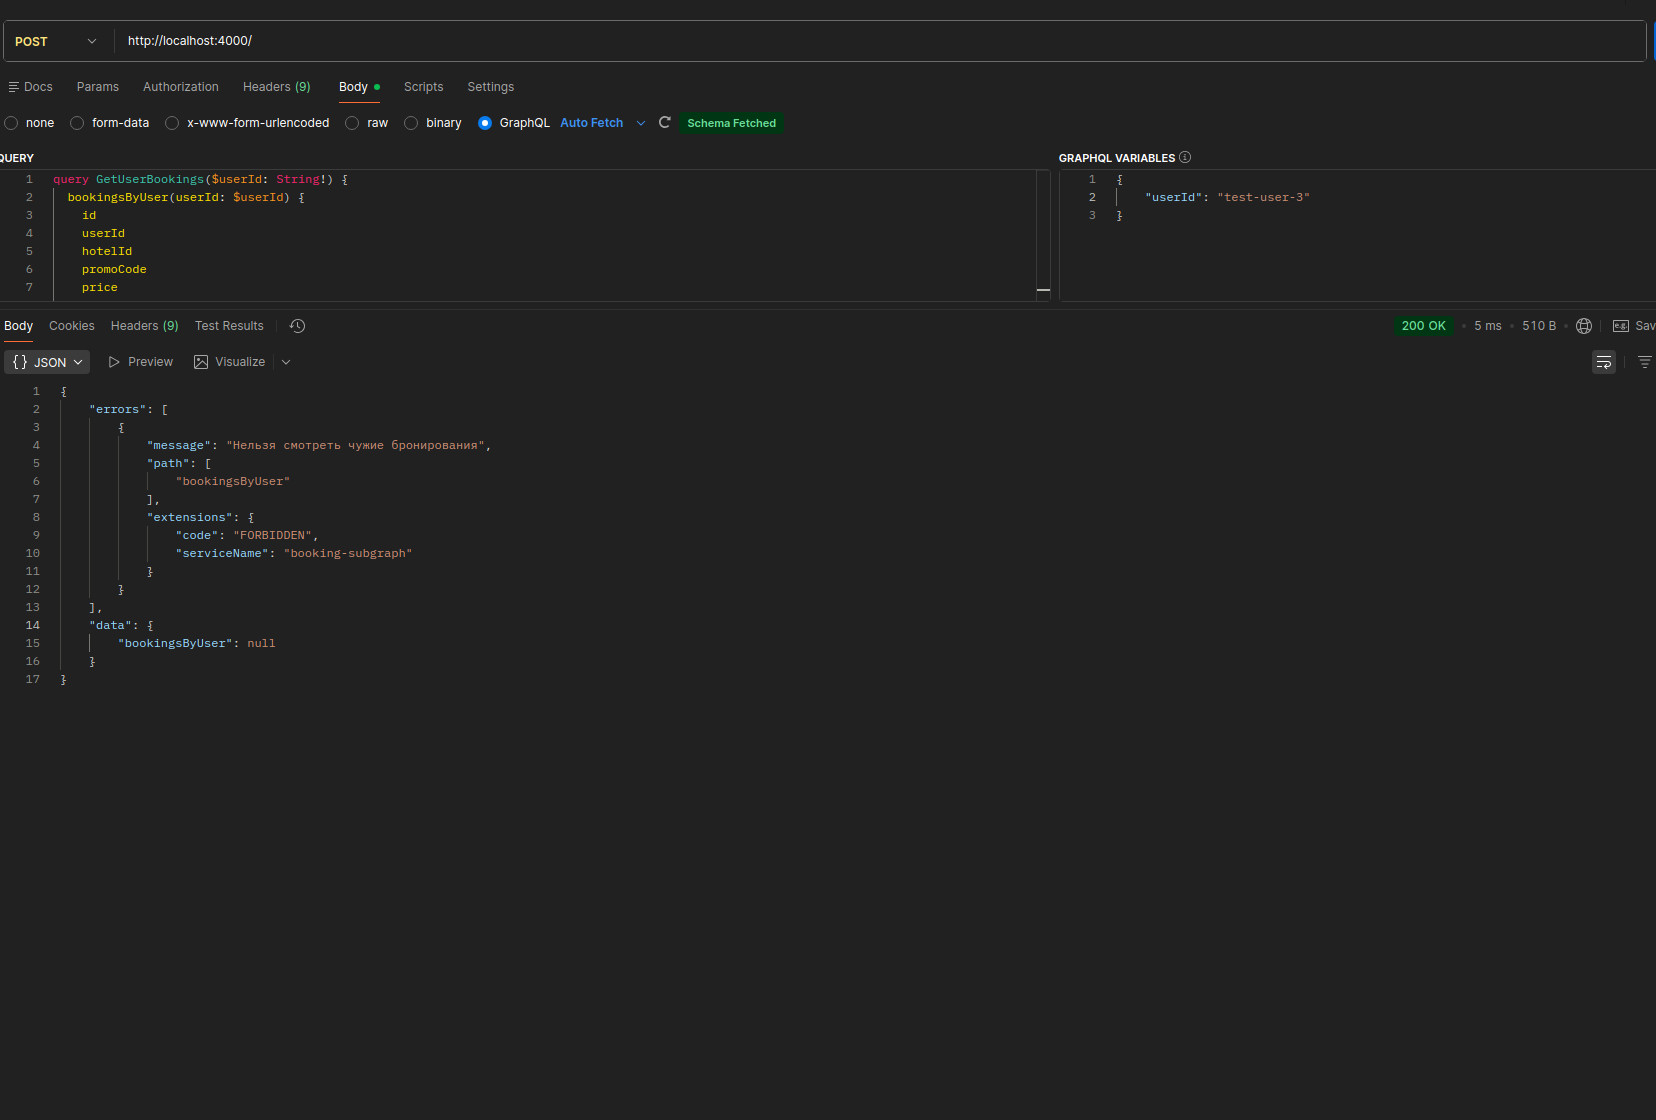 POST http://localhost:4000/
Docs Params Authorization Headers (9) Body Scripts Settings
none form-data x-www-form-urlencoded raw binary GraphQL Auto Fetch Schema Fetched
QUERY
1 query GetUserBookings($userId: String!) {
2 bookingsByUser(userId: $userId) {
3 id
4 userId
5 hotelId
6 promoCode
7 price
GRAPHQL VARIABLES
1 {
2 "userId": "test-user-3"
3 }
Body Cookies Headers (9) Test Results 200 OK • 5 ms • 510 B • e.g. Sav
{} JSON Preview Visualize
1 {
2 "errors": [
3 {
4 "message": "Нельзя смотреть чужие бронирования",
5 "path": [
6 "bookingsByUser"
7 ],
8 "extensions": {
9 "code": "FORBIDDEN",
10 "serviceName": "booking-subgraph"
11 }
12 }
13 ],
14 "data": {
15 "bookingsByUser": null
16 }
17 }